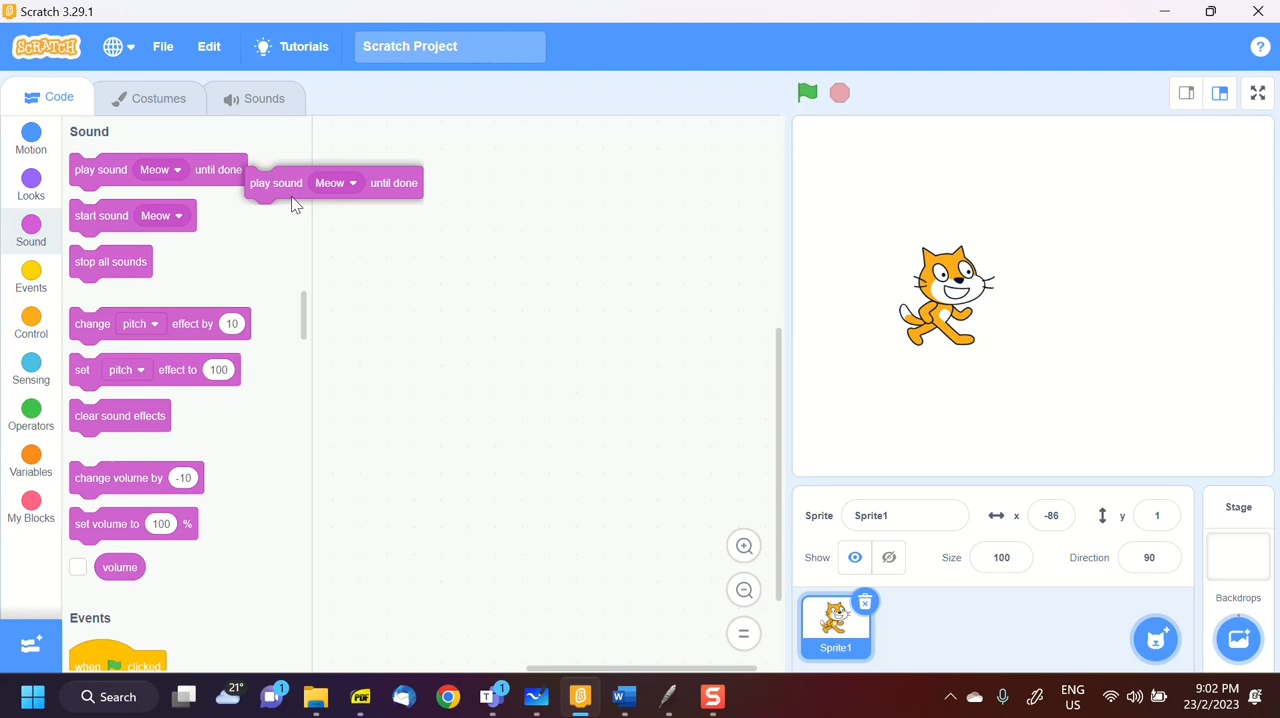 Scratch 3.29.1
SCRATCH File Edit Tutorials Scratch Project ?
Code Costumes Sounds
Motion
Looks
Sound
Events
Control
Sensing
Operators
Variables
My Blocks
Sound
play sound Meow until done
play sound Meow until done
start sound Meow
stop all sounds
change pitch effect by 10
set pitch effect to 100
clear sound effects
change volume by -10
set volume to 100 %
volume
Events
when clicked
Sprite Sprite1 x -86 y 1
Show Size 100 Direction 90
Sprite1
Stage
Backdrops
Search
21°
1
PDF
1
W
S
ENG
US
9:02 PM
23/2/2023